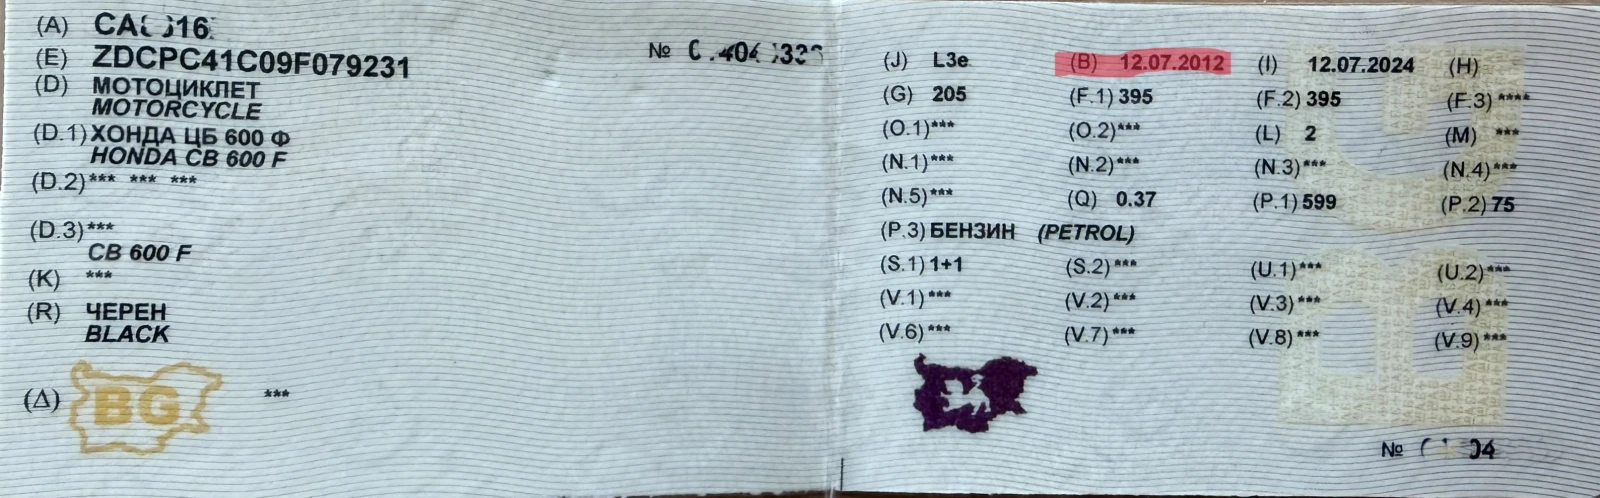 (A)
(E) ZDCPC41C09F079231
(D) МОТОЦИКЛЕТ
MOTORCYCLE
(D.1) ХОНДА ЦБ 600 Ф
HONDA CB 600 F
(D.2) *** *** ***
(D.3) ***
CB 600 F
(K) ***
(R) ЧЕРЕН
BLACK
(Δ) BG ***
№
(J) L3e (B) 12.07.2012 (I) 12.07.2024 (H)
(G) 205 (F.1) 395 (F.2) 395 (F.3) ****
(O.1) *** (O.2) *** (L) 2 (M) ***
(N.1) *** (N.2) *** (N.3) *** (N.4) ***
(N.5) *** (Q) 0.37 (P.1) 599 (P.2) 75
(P.3) БЕНЗИН (PETROL)
(S.1) 1+1 (S.2) *** (U.1) *** (U.2) ***
(V.1) *** (V.2) *** (V.3) *** (V.4) ***
(V.6) *** (V.7) *** (V.8) *** (V.9) ***
№